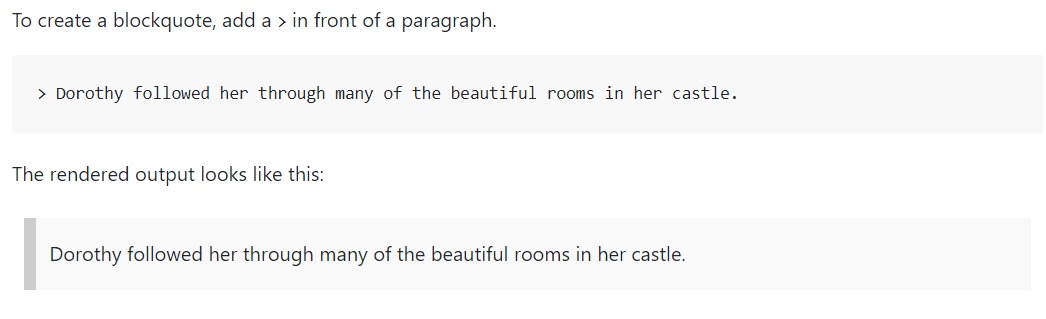 To create a blockquote, add a > in front of a paragraph.
> Dorothy followed her through many of the beautiful rooms in her castle.
The rendered output looks like this:
Dorothy followed her through many of the beautiful rooms in her castle.